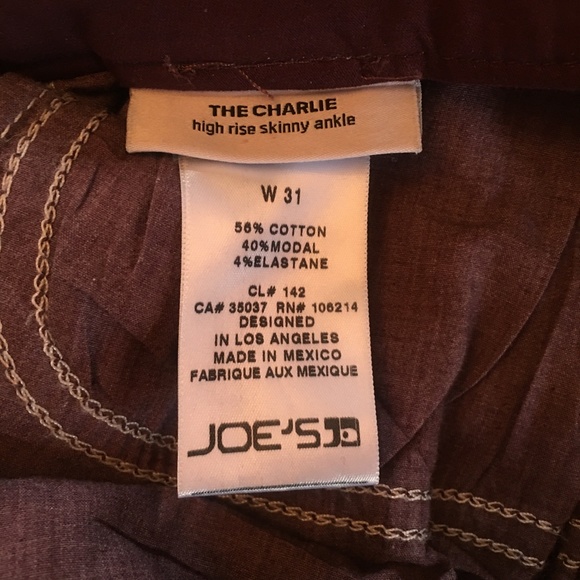 THE CHARLIE
high rise skinny ankle
W 31
56% COTTON
40%MODAL
4%ELASTANE
CL# 142
CA# 35037 RN# 106214
DESIGNED
IN LOS ANGELES
MADE IN MEXICO
FABRIQUE AUX MEXIQUE
JOE'S